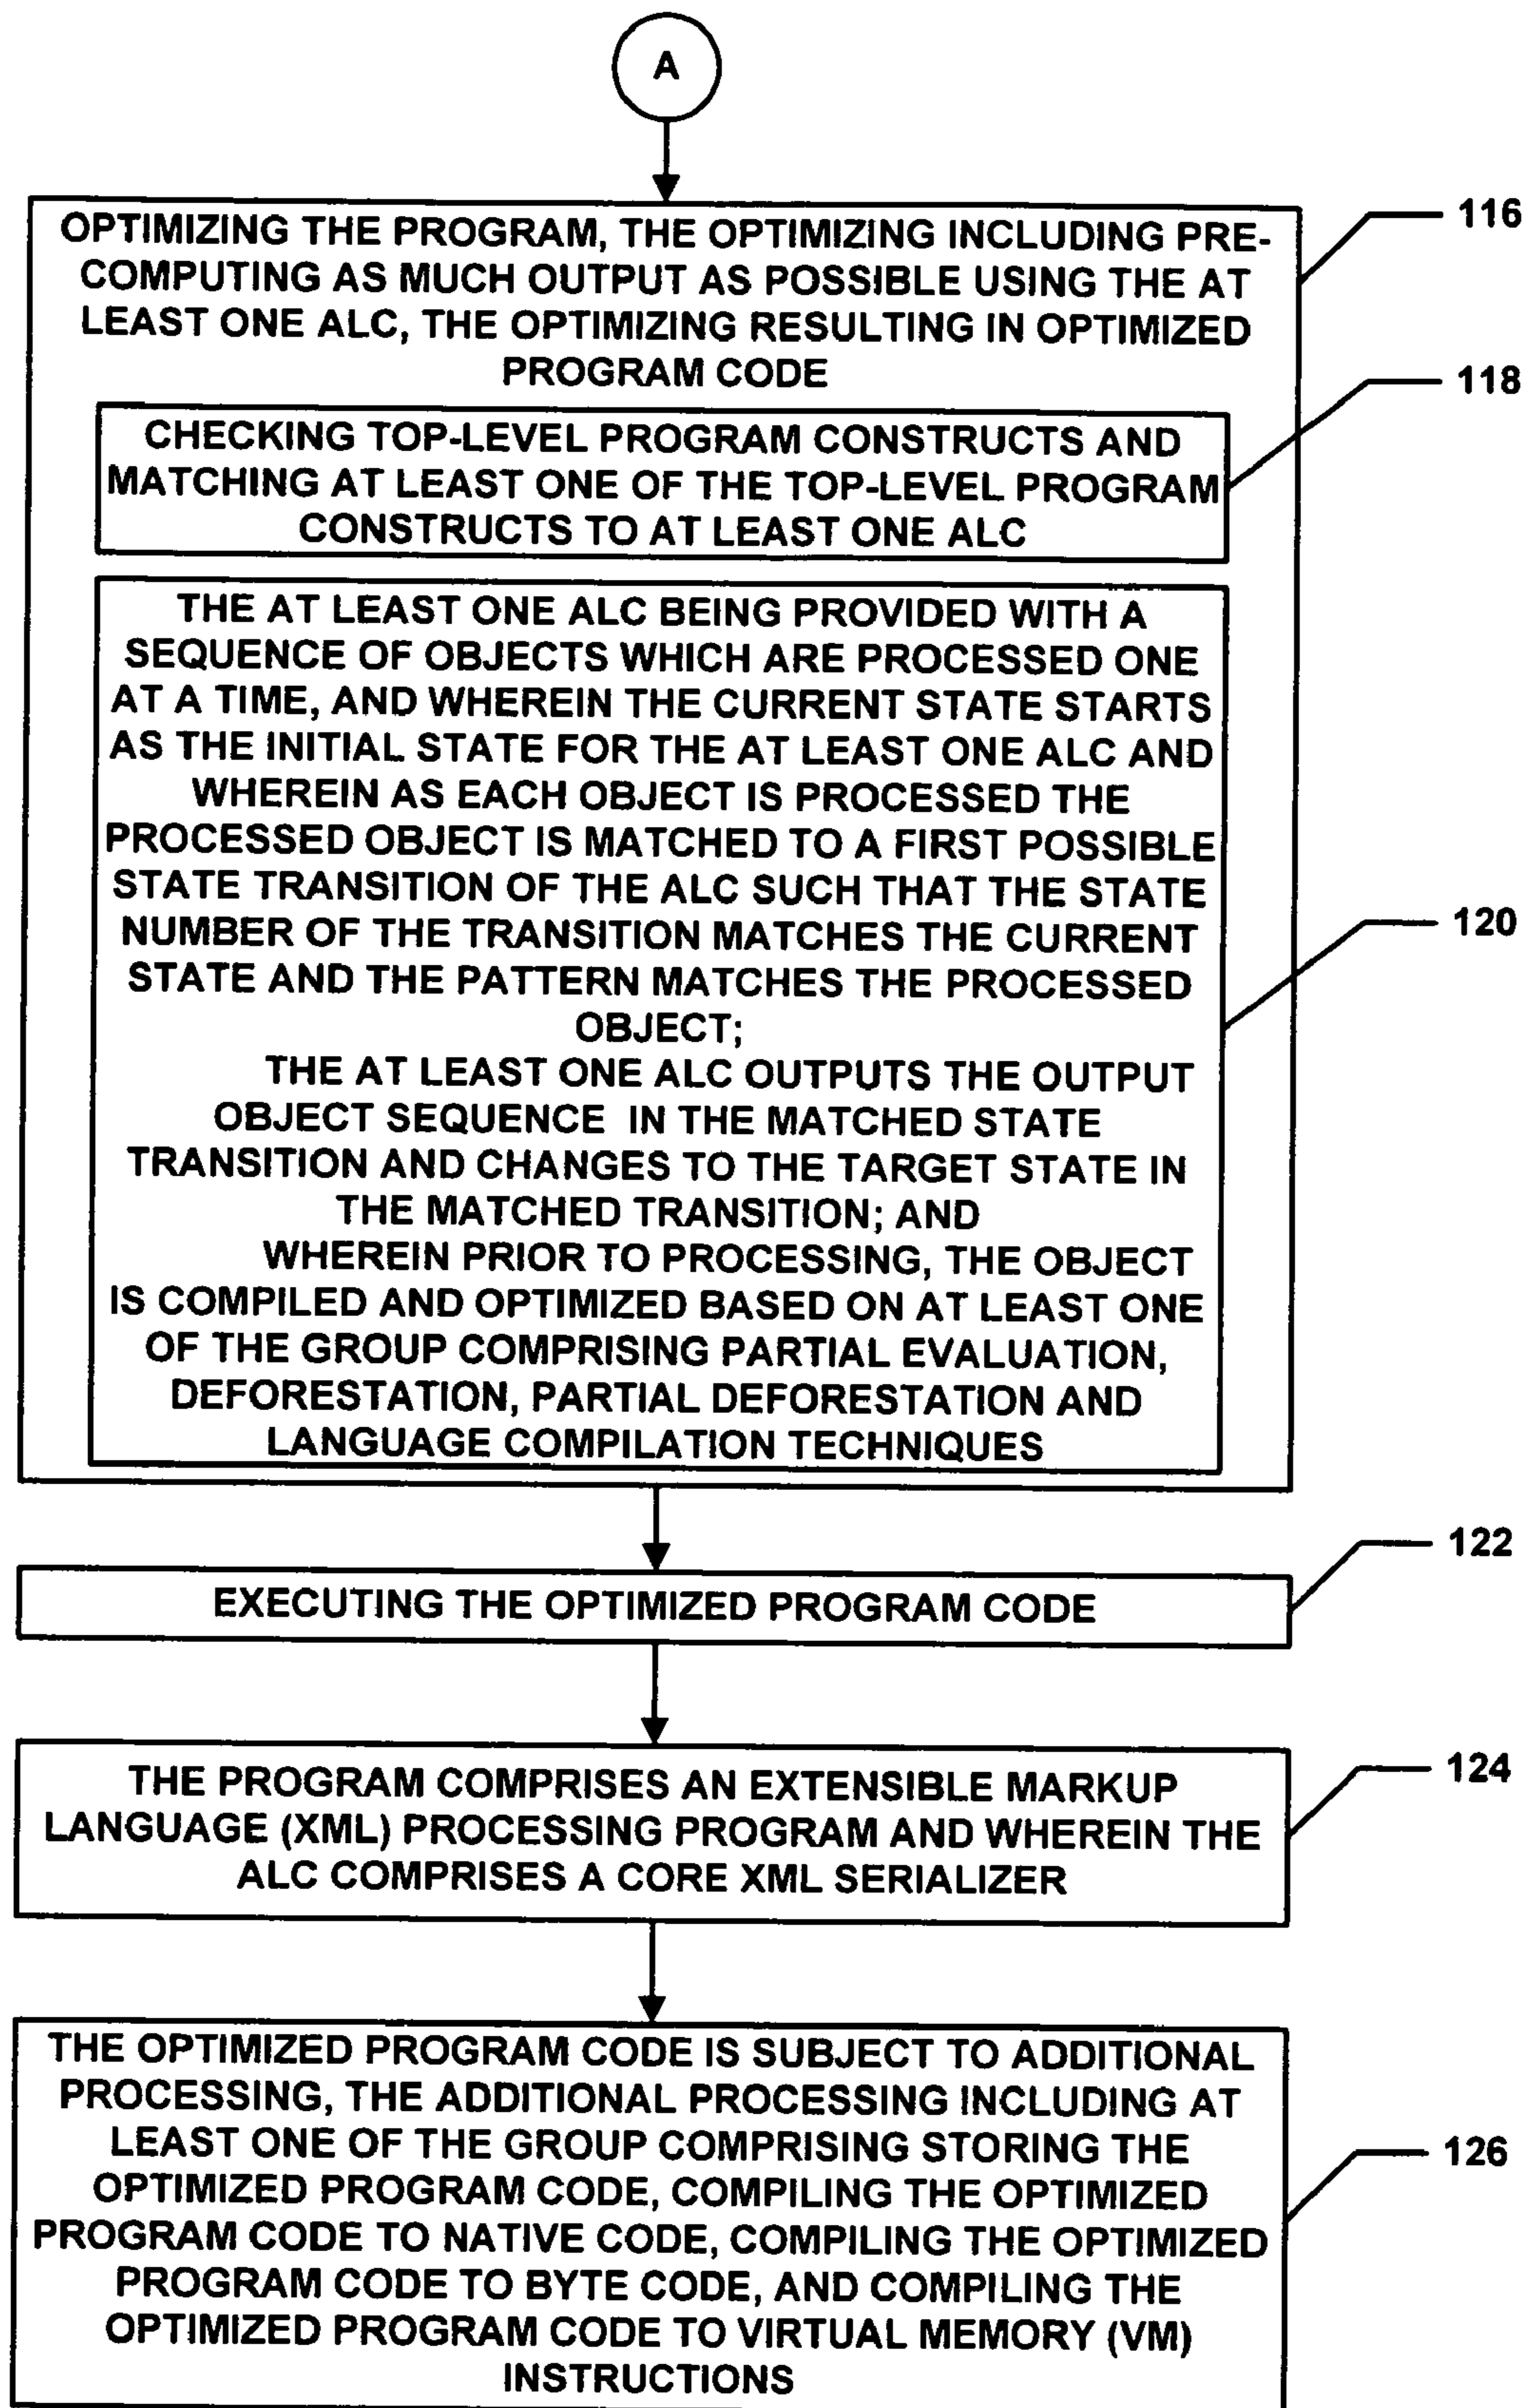 A
OPTIMIZING THE PROGRAM, THE OPTIMIZING INCLUDING PRE-
COMPUTING AS MUCH OUTPUT AS POSSIBLE USING THE AT
LEAST ONE ALC, THE OPTIMIZING RESULTING IN OPTIMIZED
PROGRAM CODE
116
CHECKING TOP-LEVEL PROGRAM CONSTRUCTS AND
MATCHING AT LEAST ONE OF THE TOP-LEVEL PROGRAM
CONSTRUCTS TO AT LEAST ONE ALC
118
THE AT LEAST ONE ALC BEING PROVIDED WITH A
SEQUENCE OF OBJECTS WHICH ARE PROCESSED ONE
AT A TIME, AND WHEREIN THE CURRENT STATE STARTS
AS THE INITIAL STATE FOR THE AT LEAST ONE ALC AND
WHEREIN AS EACH OBJECT IS PROCESSED THE
PROCESSED OBJECT IS MATCHED TO A FIRST POSSIBLE
STATE TRANSITION OF THE ALC SUCH THAT THE STATE
NUMBER OF THE TRANSITION MATCHES THE CURRENT
STATE AND THE PATTERN MATCHES THE PROCESSED
OBJECT;
THE AT LEAST ONE ALC OUTPUTS THE OUTPUT
OBJECT SEQUENCE IN THE MATCHED STATE
TRANSITION AND CHANGES TO THE TARGET STATE IN
THE MATCHED TRANSITION; AND
WHEREIN PRIOR TO PROCESSING, THE OBJECT
IS COMPILED AND OPTIMIZED BASED ON AT LEAST ONE
OF THE GROUP COMPRISING PARTIAL EVALUATION,
DEFORESTATION, PARTIAL DEFORESTATION AND
LANGUAGE COMPILATION TECHNIQUES
120
EXECUTING THE OPTIMIZED PROGRAM CODE
122
THE PROGRAM COMPRISES AN EXTENSIBLE MARKUP
LANGUAGE (XML) PROCESSING PROGRAM AND WHEREIN THE
ALC COMPRISES A CORE XML SERIALIZER
124
THE OPTIMIZED PROGRAM CODE IS SUBJECT TO ADDITIONAL
PROCESSING, THE ADDITIONAL PROCESSING INCLUDING AT
LEAST ONE OF THE GROUP COMPRISING STORING THE
OPTIMIZED PROGRAM CODE, COMPILING THE OPTIMIZED
PROGRAM CODE TO NATIVE CODE, COMPILING THE OPTIMIZED
PROGRAM CODE TO BYTE CODE, AND COMPILING THE
OPTIMIZED PROGRAM CODE TO VIRTUAL MEMORY (VM)
INSTRUCTIONS
126